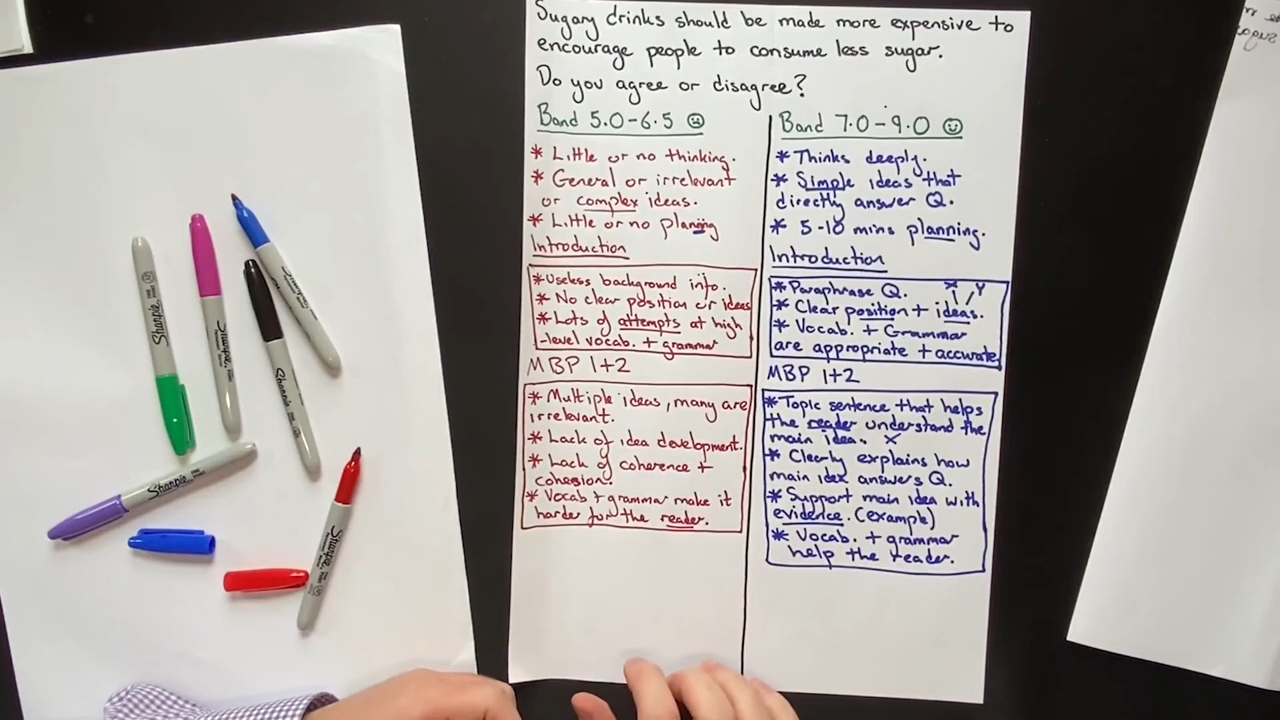 Sugary drinks should be made more expensive to
encourage people to consume less sugar.
Do you agree or disagree?
Band 5.0-6.5
* Little or no thinking.
* General or irrelevant
or complex ideas.
* Little or no planning
Introduction
* Useless background info.
* No clear position or ideas
* Lots of attempts at high
-level vocab. + grammar
MBP 1+2
* Multiple ideas, many are
irrelevant.
* Lack of idea development.
* Lack of coherence +
cohesion.
* Vocab + grammar make it
harder for the reader.
Band 7.0-9.0
* Thinks deeply.
* Simple ideas that
directly answer Q.
* 5-10 mins planning.
Introduction
* Paraphrase Q.
X Y
* Clear position + ideas.
* Vocab. + Grammar
are appropriate + accurate
MBP 1+2
* Topic sentence that helps
the reader understand the
main idea. X
* Clearly explains how
main idea answers Q.
* Support main idea with
evidence. (example)
* Vocab. + grammar
help the reader.
Sharpie
Sharpie
Sharpie
Sharpie
Sharpie